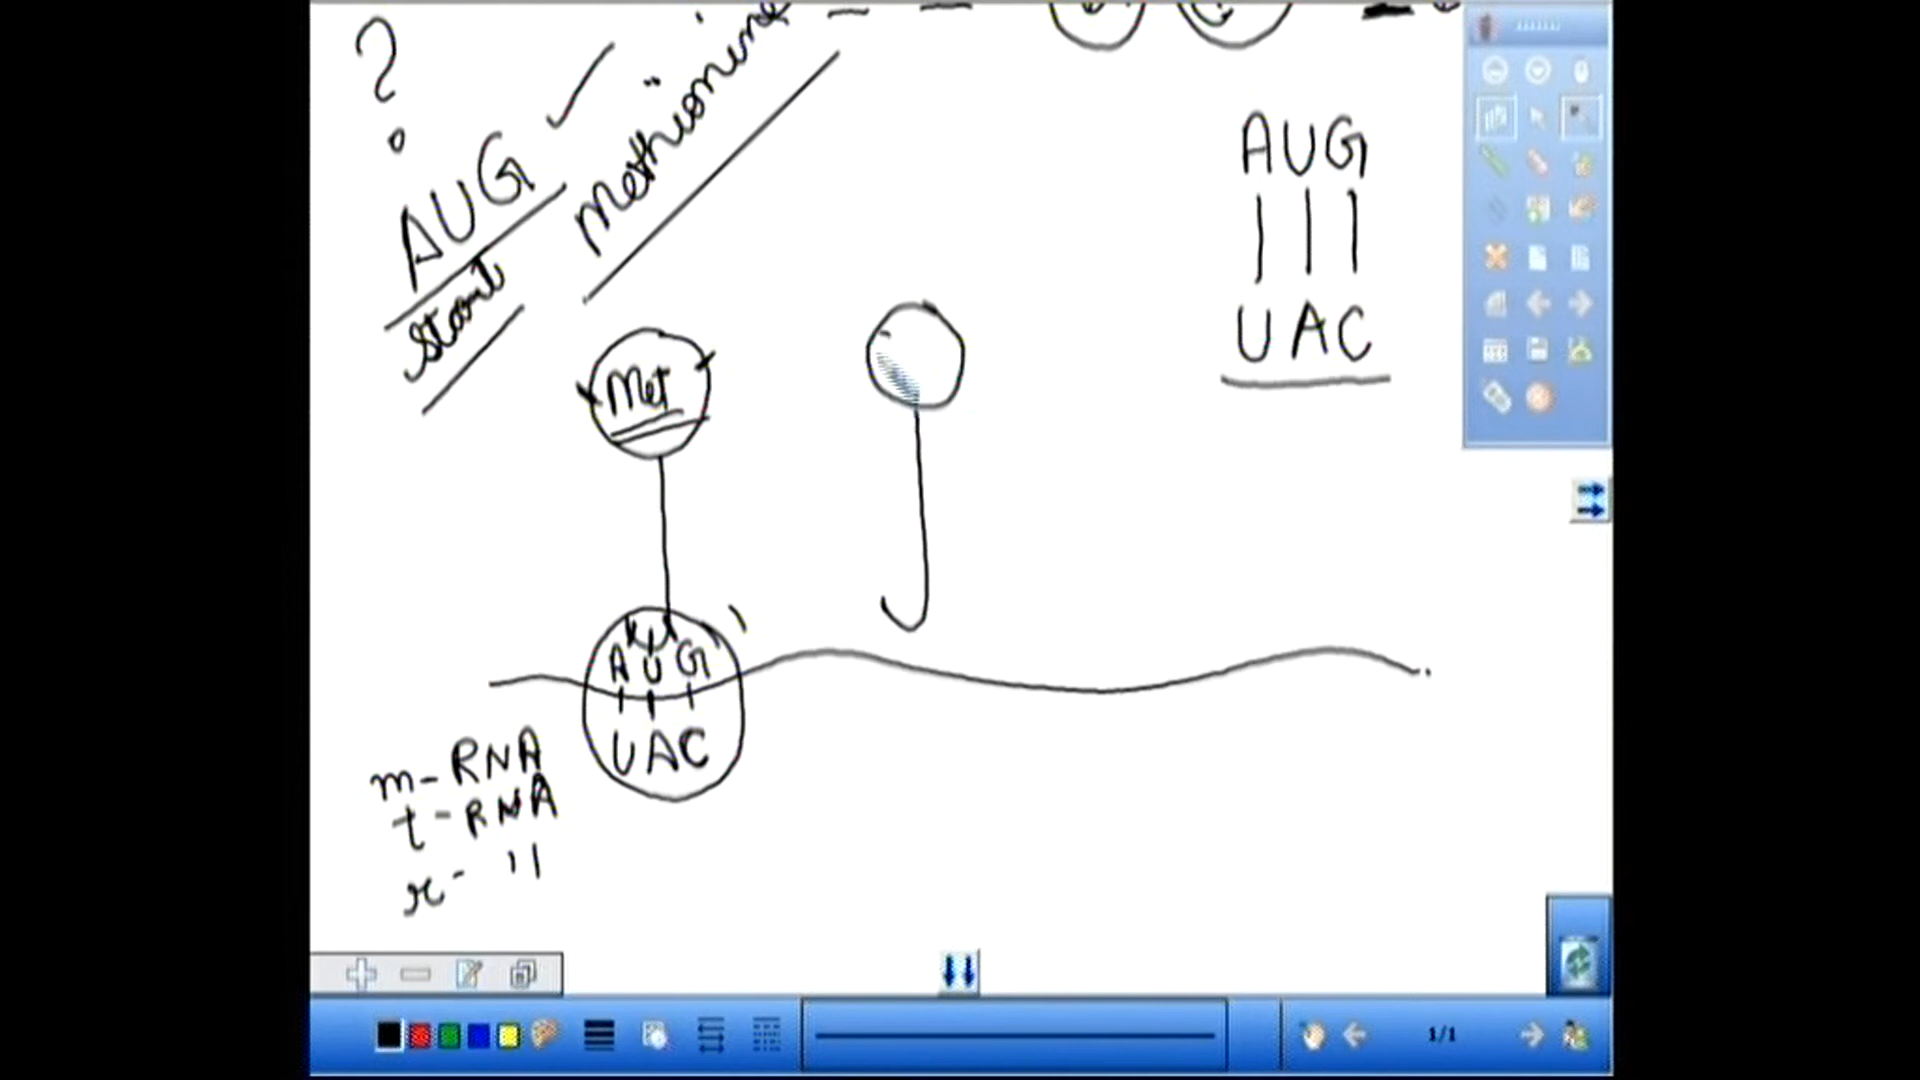 ?
AUG
start
methionine
AUG
UAC
Met
AUG
UAC
m-RNA
t-RNA
r- "
1/1